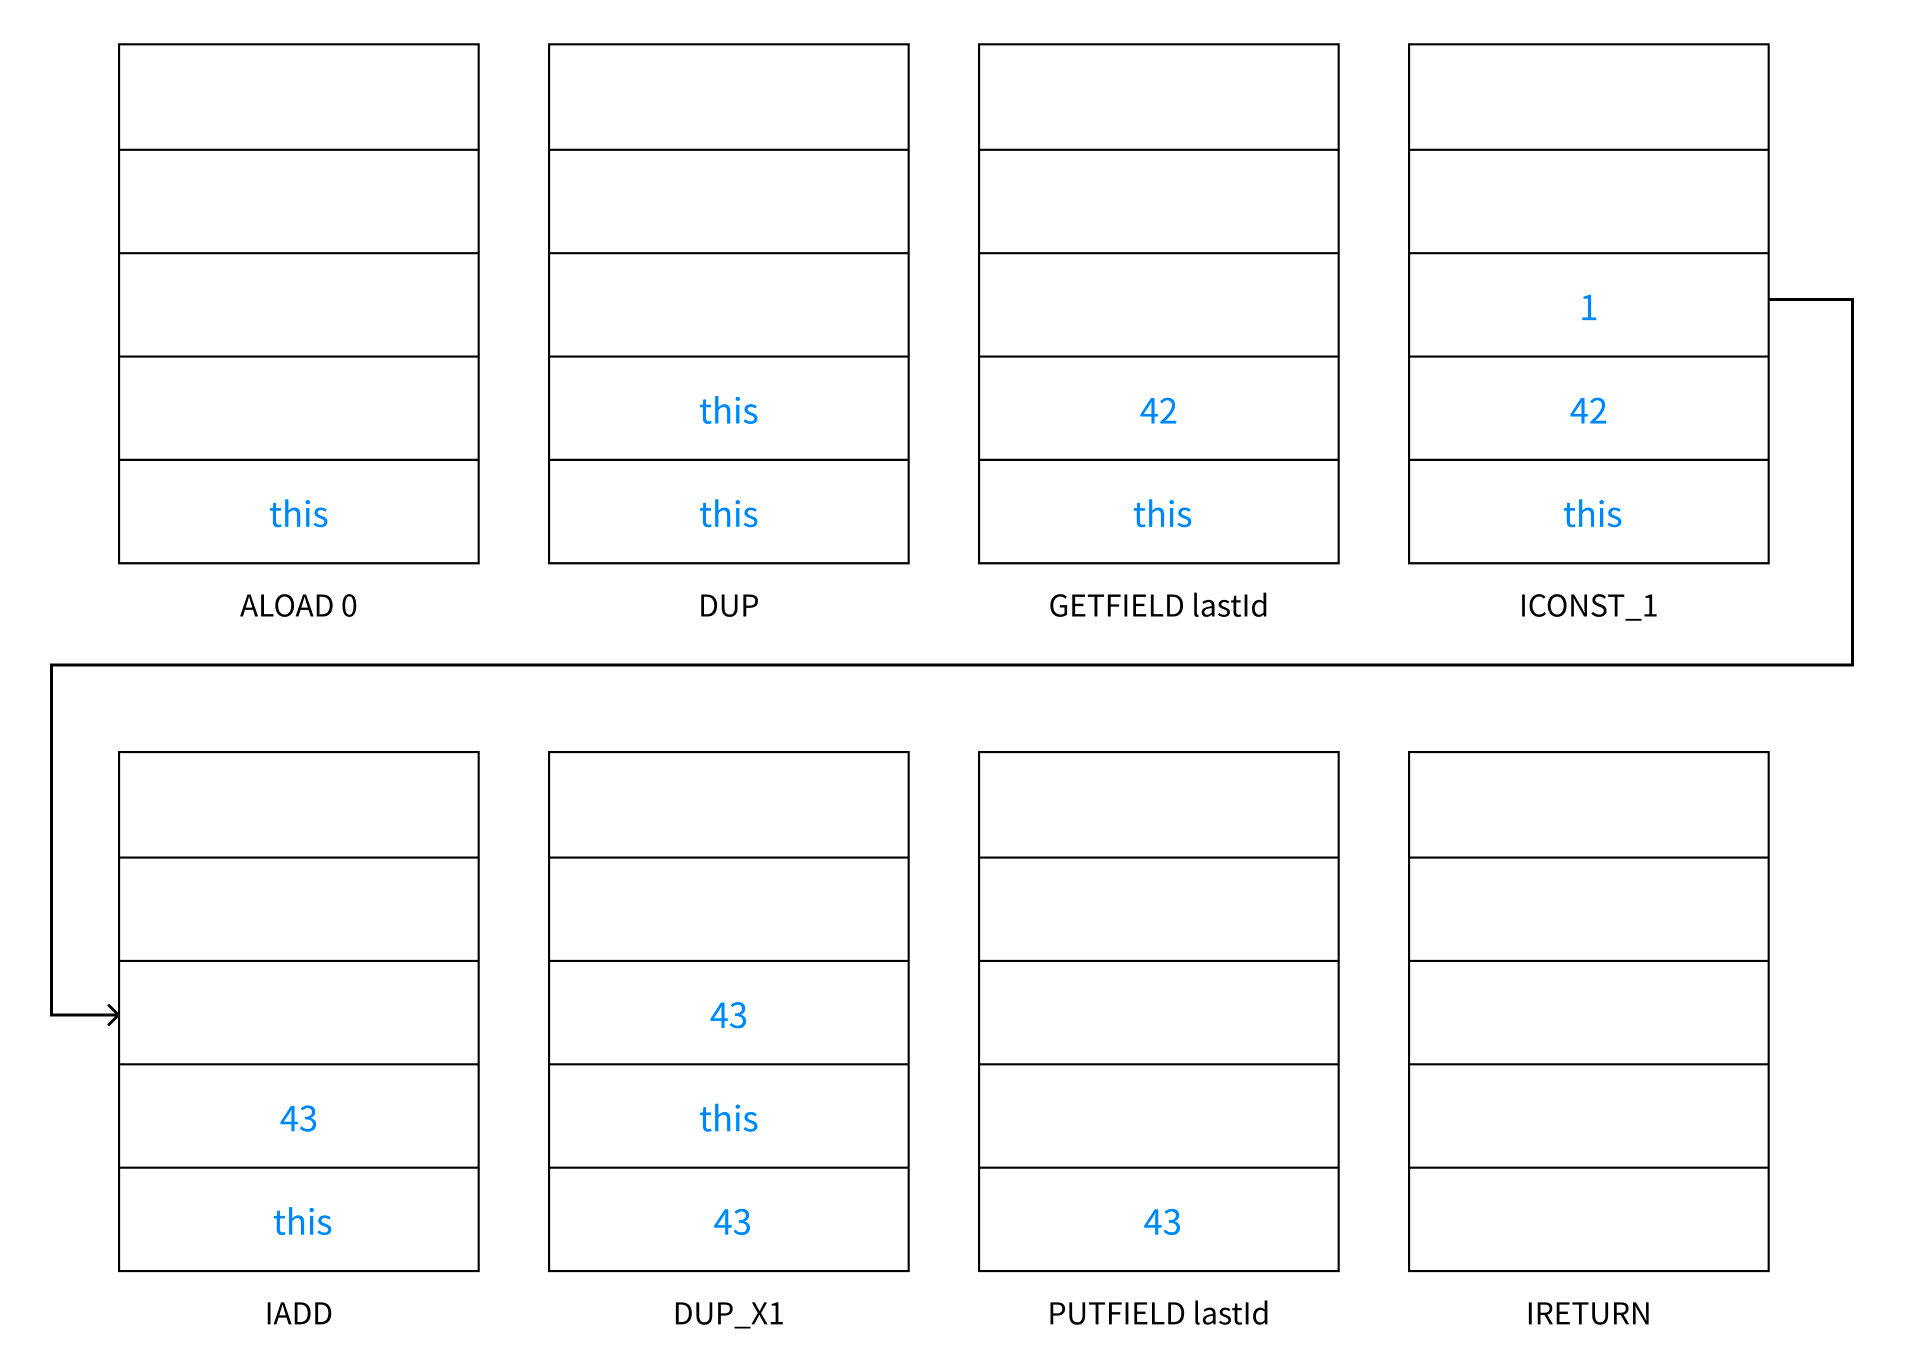 this
ALOAD 0
this
this
DUP
42
this
GETFIELD lastId
1
42
this
ICONST_1
43
this
IADD
43
this
43
DUP_X1
43
PUTFIELD lastId
IRETURN